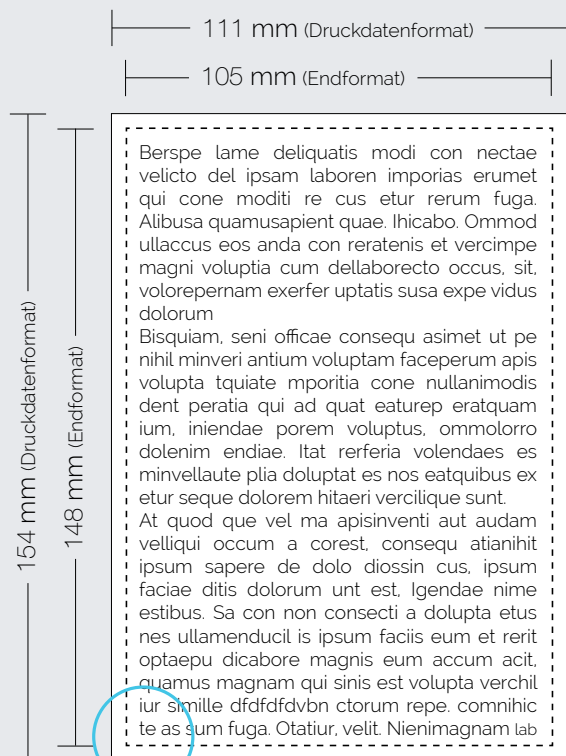 111 mm (Druckdatenformat)
105 mm (Endformat)
154 mm (Druckdatenformat)
148 mm (Endformat)
Berspe lame deliquatis modi con nectae
velicto del ipsam laboren imporias erumet
qui cone moditi re cus etur rerum fuga.
Alibusa quamusapient quae. Ihicabo. Ommod
ullaccus eos anda con reratenis et vercimpe
magni voluptia cum dellaborecto occus, sit,
volorepernam exerfer uptatis susa expe vidus
dolorum
Bisquiam, seni officae consequ asimet ut pe
nihil minveri antium voluptam faceperum apis
volupta tquiate mporitia cone nullanimodis
dent peratia qui ad quat eaturep eratquam
ium, iniendae porem voluptus, ommolorro
dolenim endiae. Itat rerferia volendaes es
minvellaute plia doluptat es nos eatquibus ex
etur seque dolorem hitaeri vercilique sunt.
At quod que vel ma apisinventi aut audam
velliqui occum a corest, consequ atianihit
ipsum sapere de dolo diossin cus, ipsum
faciae ditis dolorum unt est, Igendae nime
estibus. Sa con non consecti a dolupta etus
nes ullamenducil is ipsum faciis eum et rerit
optaepu dicabore magnis eum accum acit,
quamus magnam qui sinis est volupta verchil
iur simille dfdfdfdvbn ctorum repe. comnihic
te as sum fuga. Otatiur, velit. Nienimagnam lab